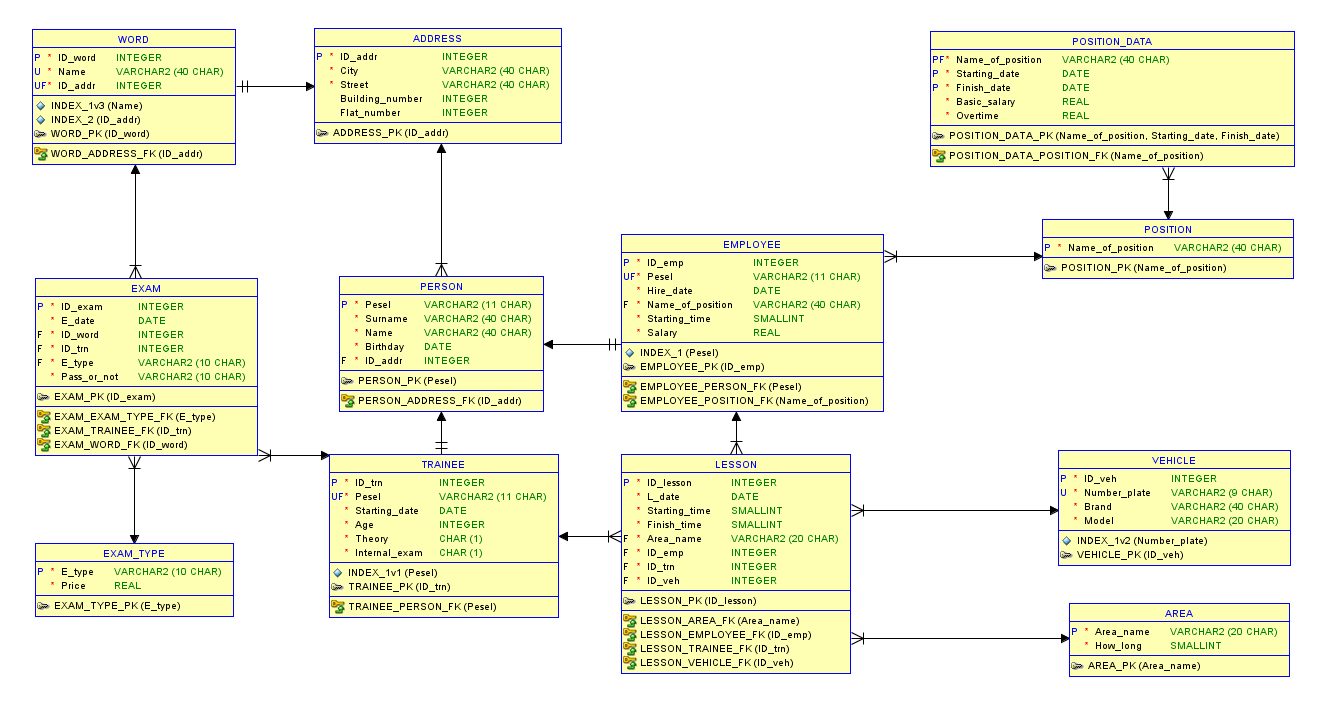 WORD
P * ID_word INTEGER
U * Name VARCHAR2 (40 CHAR)
UF* ID_addr INTEGER
INDEX_1v3 (Name)
INDEX_2 (ID_addr)
WORD_PK (ID_word)
WORD_ADDRESS_FK (ID_addr)
ADDRESS
P * ID_addr INTEGER
* City VARCHAR2 (40 CHAR)
* Street VARCHAR2 (40 CHAR)
Building_number INTEGER
Flat_number INTEGER
ADDRESS_PK (ID_addr)
POSITION_DATA
PF* Name_of_position VARCHAR2 (40 CHAR)
P * Starting_date DATE
P * Finish_date DATE
* Basic_salary REAL
* Overtime REAL
POSITION_DATA_PK (Name_of_position, Starting_date, Finish_date)
POSITION_DATA_POSITION_FK (Name_of_position)
POSITION
P * Name_of_position VARCHAR2 (40 CHAR)
POSITION_PK (Name_of_position)
EXAM
P * ID_exam INTEGER
* E_date DATE
F * ID_word INTEGER
F * ID_trn INTEGER
F * E_type VARCHAR2 (10 CHAR)
* Pass_or_not VARCHAR2 (10 CHAR)
EXAM_PK (ID_exam)
EXAM_EXAM_TYPE_FK (E_type)
EXAM_TRAINEE_FK (ID_trn)
EXAM_WORD_FK (ID_word)
PERSON
P * Pesel VARCHAR2 (11 CHAR)
* Surname VARCHAR2 (40 CHAR)
* Name VARCHAR2 (40 CHAR)
* Birthday DATE
F * ID_addr INTEGER
PERSON_PK (Pesel)
PERSON_ADDRESS_FK (ID_addr)
EMPLOYEE
P * ID_emp INTEGER
UF* Pesel VARCHAR2 (11 CHAR)
* Hire_date DATE
F * Name_of_position VARCHAR2 (40 CHAR)
* Starting_time SMALLINT
* Salary REAL
INDEX_1 (Pesel)
EMPLOYEE_PK (ID_emp)
EMPLOYEE_PERSON_FK (Pesel)
EMPLOYEE_POSITION_FK (Name_of_position)
EXAM_TYPE
P * E_type VARCHAR2 (10 CHAR)
* Price REAL
EXAM_TYPE_PK (E_type)
TRAINEE
P * ID_trn INTEGER
UF* Pesel VARCHAR2 (11 CHAR)
* Starting_date DATE
* Age INTEGER
* Theory CHAR (1)
* Internal_exam CHAR (1)
INDEX_1v1 (Pesel)
TRAINEE_PK (ID_trn)
TRAINEE_PERSON_FK (Pesel)
LESSON
P * ID_lesson INTEGER
* L_date DATE
* Starting_time SMALLINT
* Finish_time SMALLINT
F * Area_name VARCHAR2 (20 CHAR)
F * ID_emp INTEGER
F * ID_trn INTEGER
F * ID_veh INTEGER
LESSON_PK (ID_lesson)
LESSON_AREA_FK (Area_name)
LESSON_EMPLOYEE_FK (ID_emp)
LESSON_TRAINEE_FK (ID_trn)
LESSON_VEHICLE_FK (ID_veh)
VEHICLE
P * ID_veh INTEGER
U * Number_plate VARCHAR2 (9 CHAR)
* Brand VARCHAR2 (40 CHAR)
* Model VARCHAR2 (20 CHAR)
INDEX_1v2 (Number_plate)
VEHICLE_PK (ID_veh)
AREA
P * Area_name VARCHAR2 (20 CHAR)
* How_long SMALLINT
AREA_PK (Area_name)